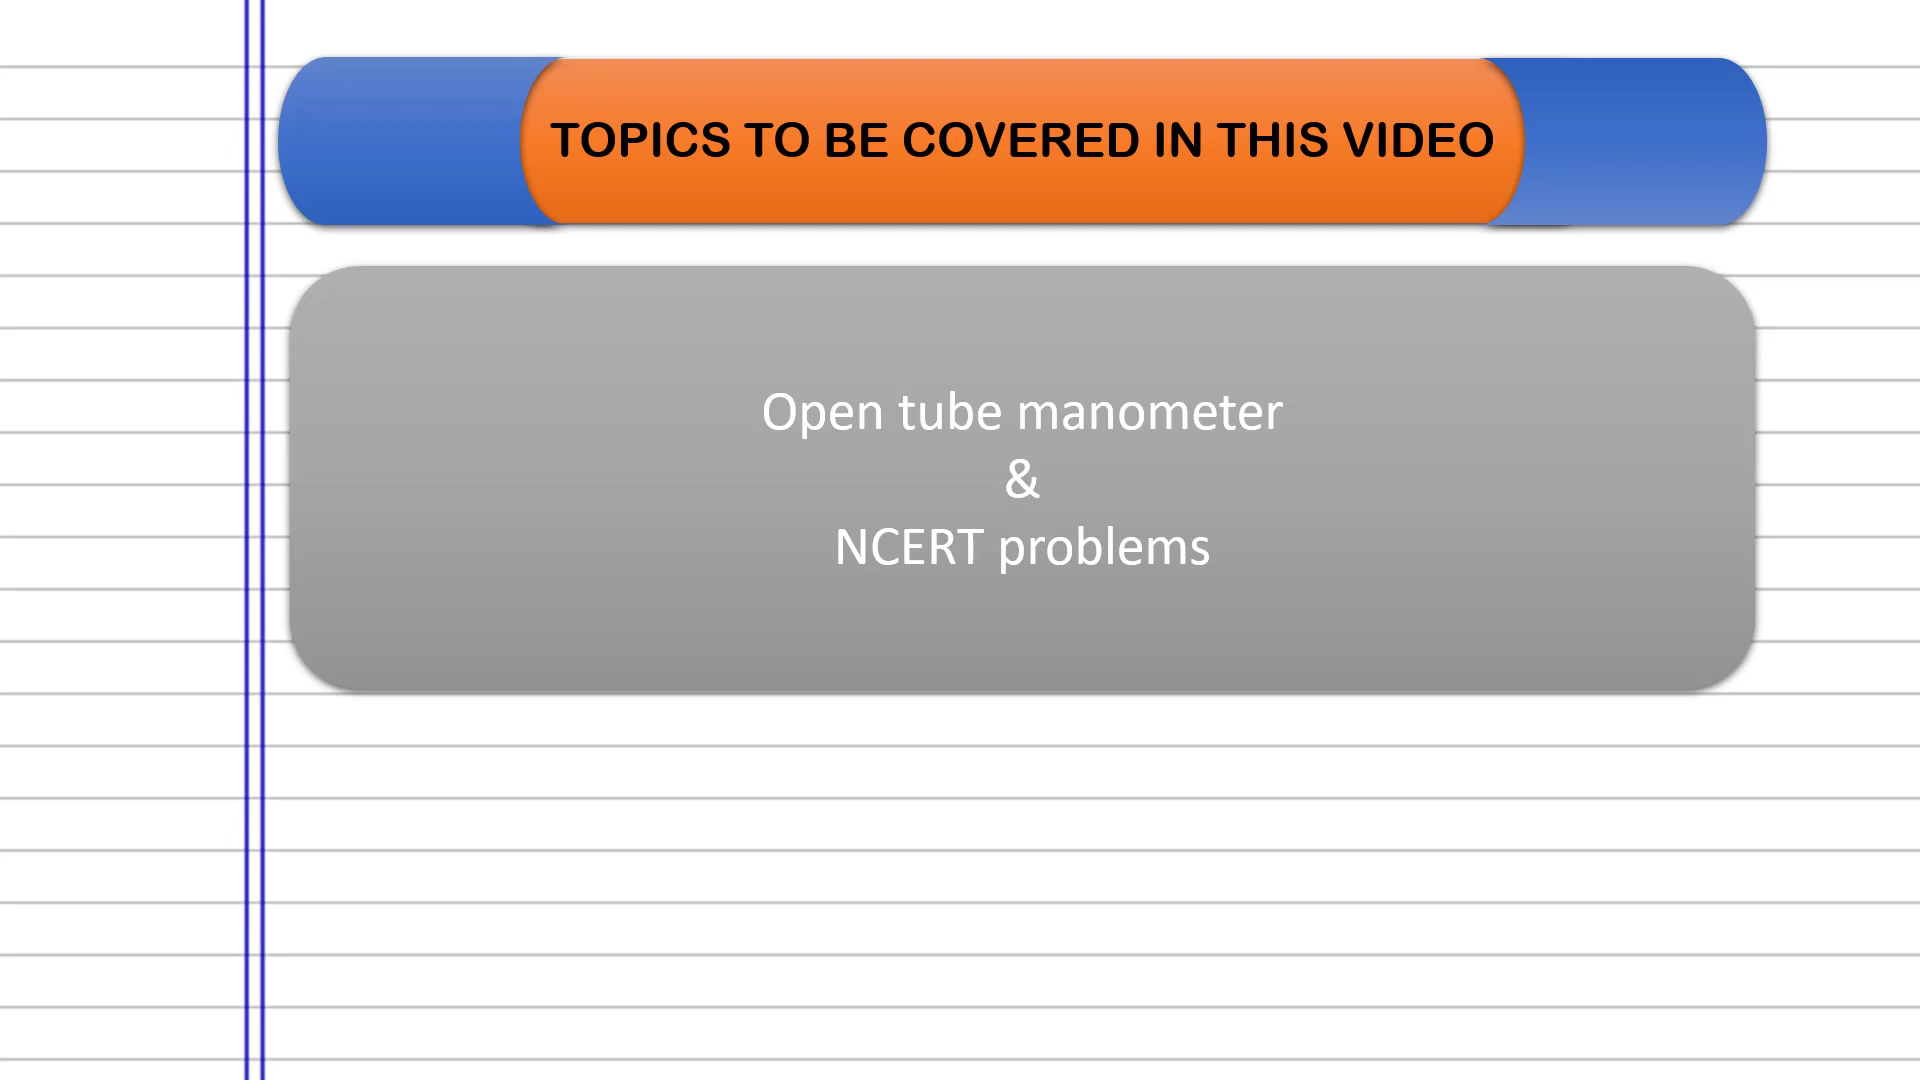 TOPICS TO BE COVERED IN THIS VIDEO
Open tube manometer
&
NCERT problems